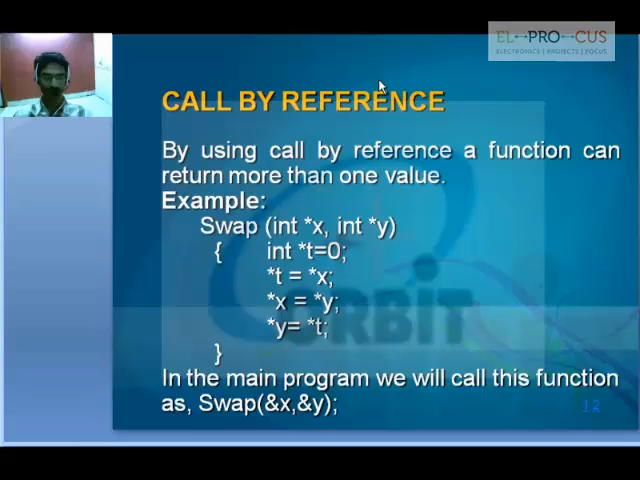 EL PRO CUS
ELECTRONICS | PROJECTS | FOCUS
CALL BY REFERENCE
By using call by reference a function can
return more than one value.
Example:
Swap (int *x, int *y)
{ int *t=0;
*t = *x;
*x = *y;
*y= *t;
}
ORBIT
In the main program we will call this function
as, Swap(&x,&y);
12